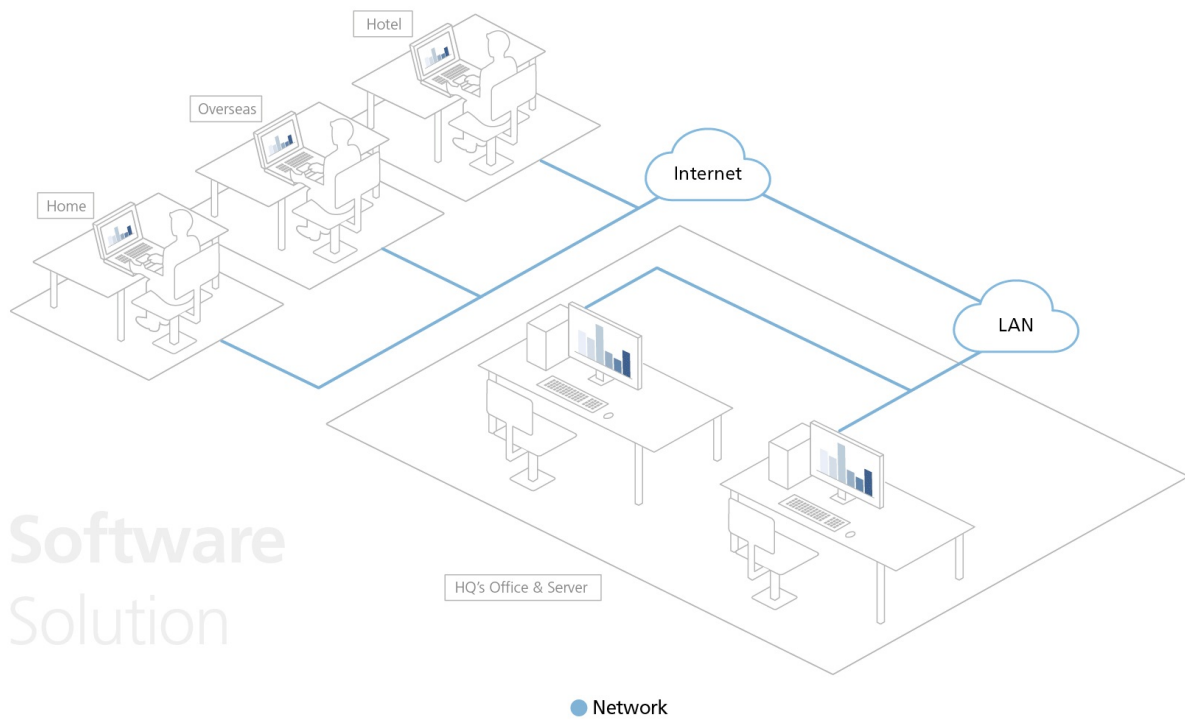 Hotel
Overseas
Home
Internet
LAN
HQ's Office & Server
Software
Solution
Network